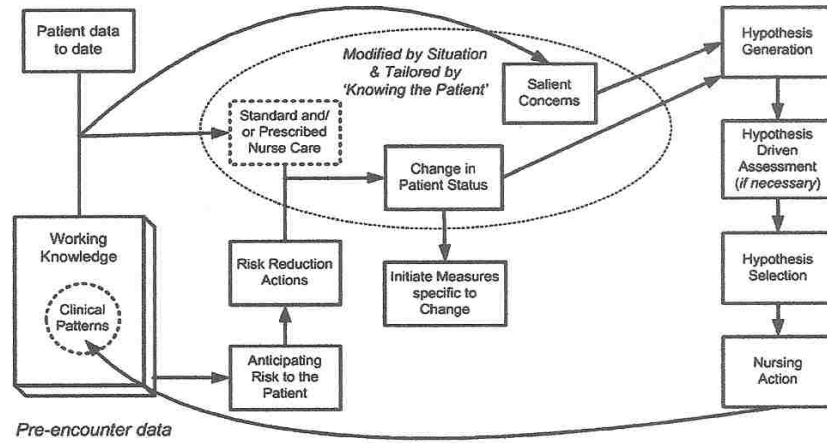 Patient data
to date
Modified by Situation
& Tailored by
'Knowing the Patient'
Salient
Concerns
Hypothesis
Generation
Standard and/
or Prescribed
Nurse Care
Change in
Patient Status
Hypothesis
Driven
Assessment
(if necessary)
Working
Knowledge
Clinical
Patterns
Risk Reduction
Actions
Initiate Measures
specific to
Change
Hypothesis
Selection
Anticipating
Risk to the
Patient
Nursing
Action
Pre-encounter data